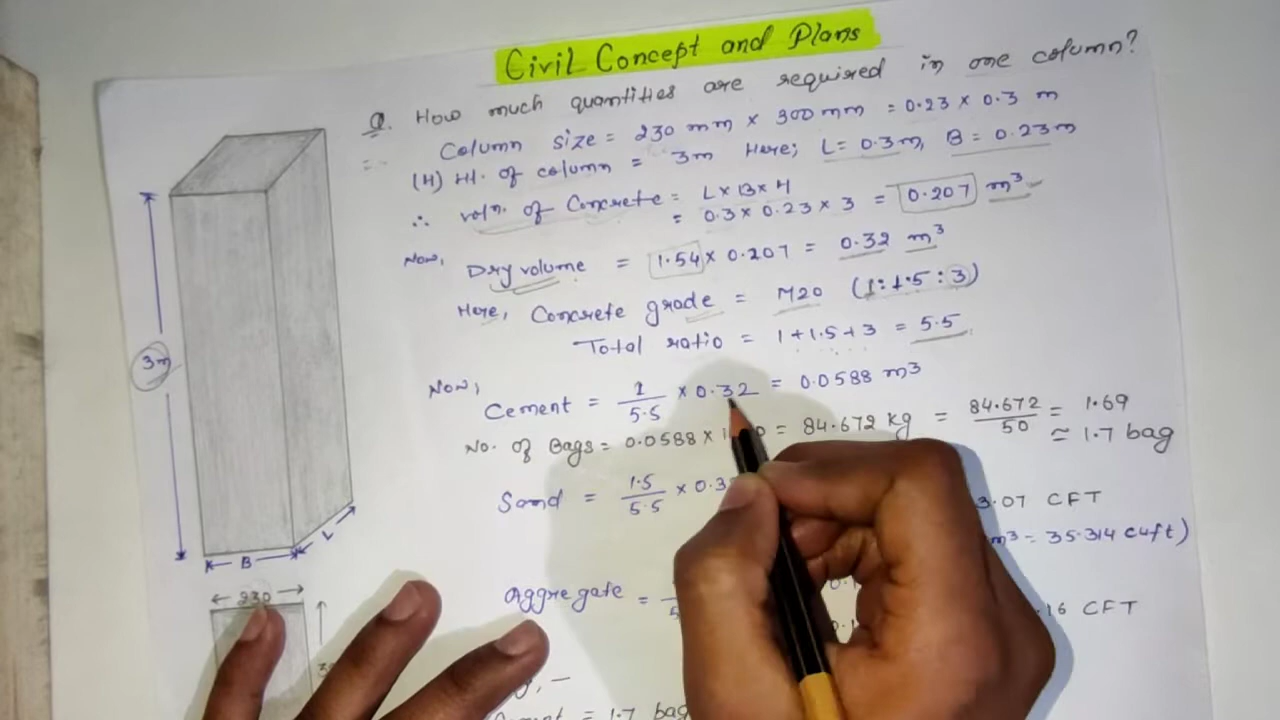 Civil Concept and Plans
Q. How much quantities are required in one column?
Column size = 230 mm × 300 mm = 0.23 × 0.3 m
(H) Ht. of column = 3m Here; L= 0.3m, B = 0.23m
∴ voln. of Concrete = L×B×H
= 0.3 × 0.23 × 3 = 0.207 m³
Now, Dry volume = 1.54 × 0.207 = 0.32 m³
Here, Concrete grade = M20 (1:1.5:3)
Total ratio = 1+1.5+3 = 5.5
Now, Cement = 1/5.5 × 0.32 = 0.0588 m³
No. of Bags = 0.0588 × = 84.672 kg = 84.672/50 = 1.69
≈ 1.7 bag
Sand = 1.5/5.5 × 3.07 CFT
m³ = 35.314 cuft)
Aggregate =
16 CFT
= 1.7 bag
3m
B
L
230